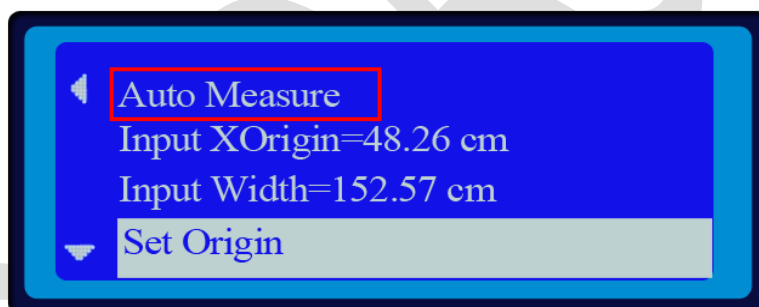 Auto Measure
Input XOrigin=48.26 cm
Input Width=152.57 cm
Set Origin